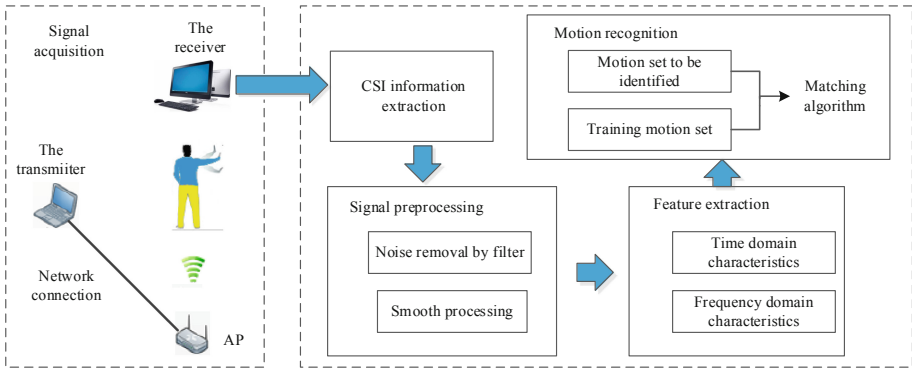 Signal
acquisition
The
receiver
The
transmiiter
Network
connection
AP
CSI information
extraction
Signal preprocessing
Noise removal by filter
Smooth processing
Feature extraction
Time domain
characteristics
Frequency domain
characteristics
Motion recognition
Motion set to be
identified
Training motion set
Matching
algorithm